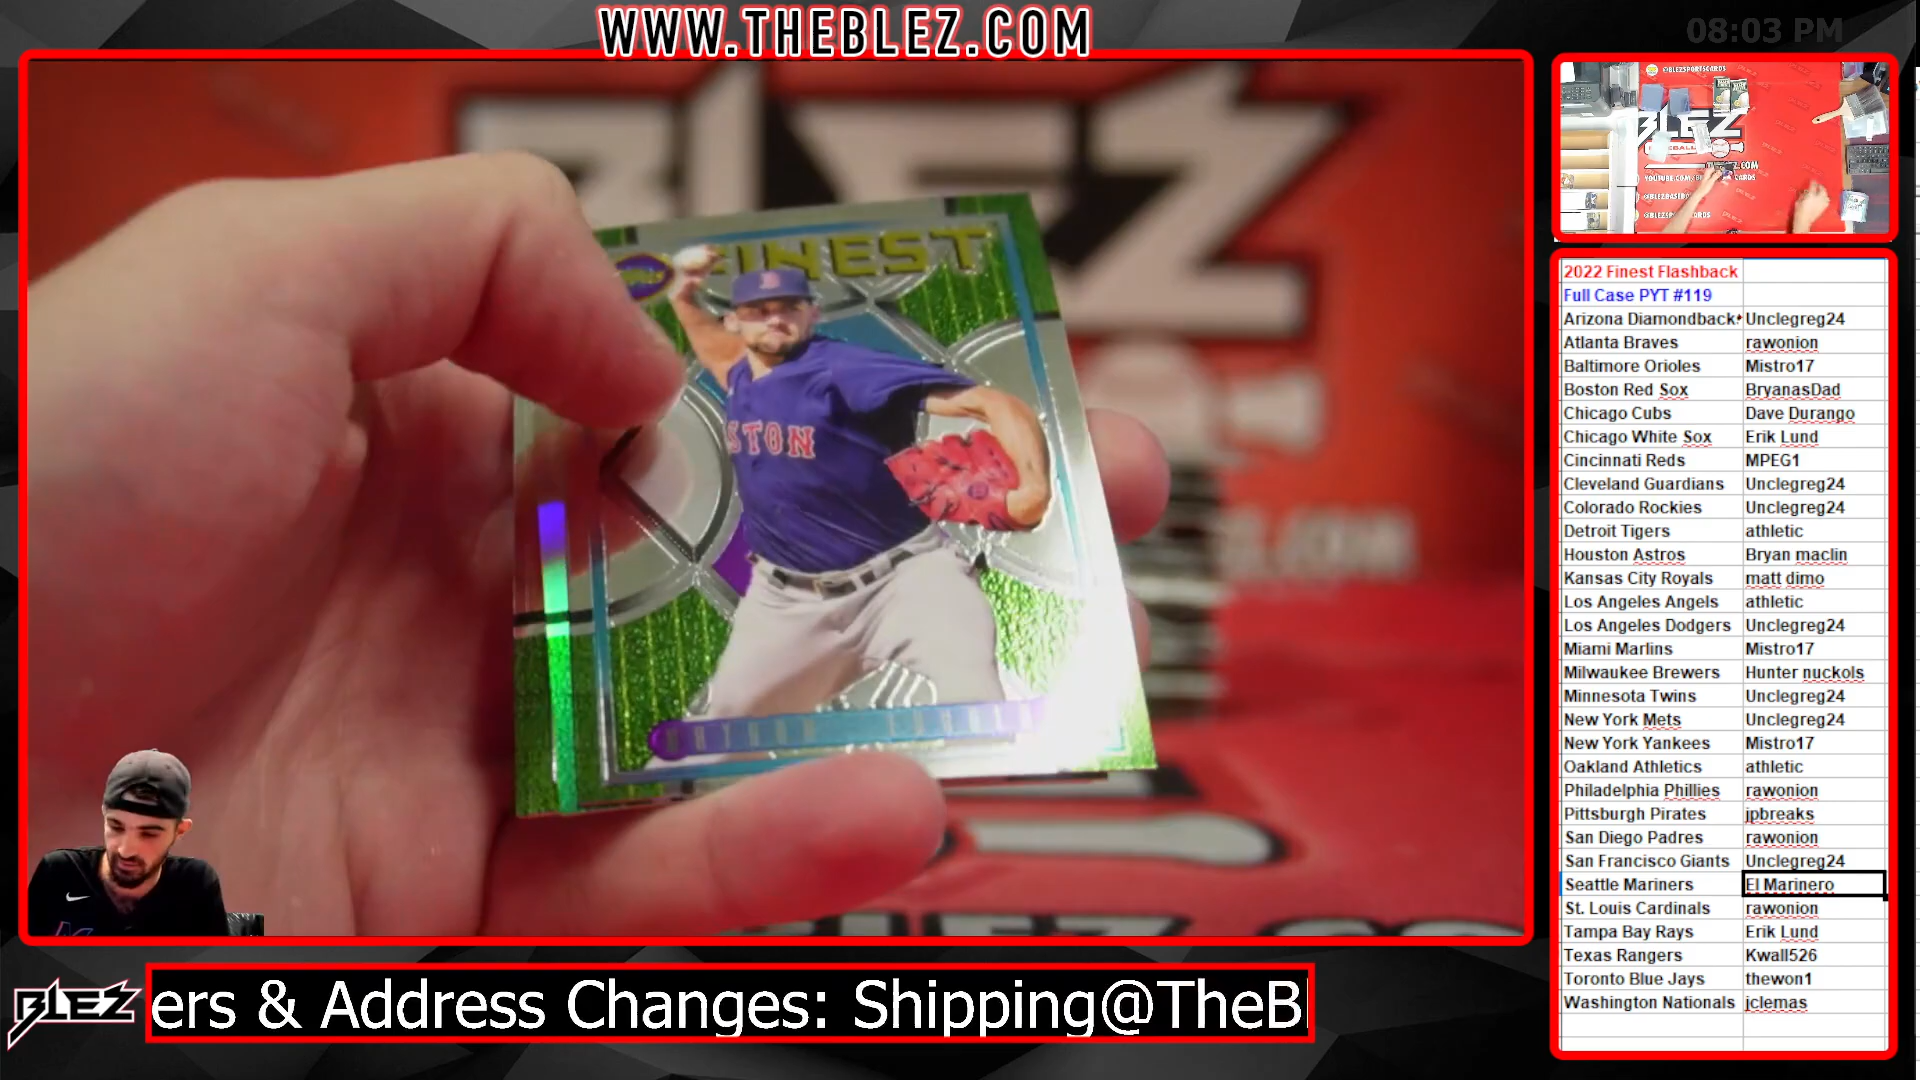 WWW.THEBLEZ.COM
08:03 PM
BLEZ
FINEST
B
STON
@BLEZSPORTSCARDS
BLEZ
2022 Finest Flashback
Full Case PYT #119
Arizona Diamondback Unclegreg24
Atlanta Braves rawonion
Baltimore Orioles Mistro17
Boston Red Sox BryanasDad
Chicago Cubs Dave Durango
Chicago White Sox Erik Lund
Cincinnati Reds MPEG1
Cleveland Guardians Unclegreg24
Colorado Rockies Unclegreg24
Detroit Tigers athletic
Houston Astros Bryan maclin
Kansas City Royals matt dimo
Los Angeles Angels athletic
Los Angeles Dodgers Unclegreg24
Miami Marlins Mistro17
Milwaukee Brewers Hunter nuckols
Minnesota Twins Unclegreg24
New York Mets Unclegreg24
New York Yankees Mistro17
Oakland Athletics athletic
Philadelphia Phillies rawonion
Pittsburgh Pirates jpbreaks
San Diego Padres rawonion
San Francisco Giants Unclegreg24
Seattle Mariners El Marinero
St. Louis Cardinals rawonion
Tampa Bay Rays Erik Lund
Texas Rangers Kwall526
Toronto Blue Jays thewon1
Washington Nationals jclemas
BLEZ
ers & Address Changes: Shipping@TheBl